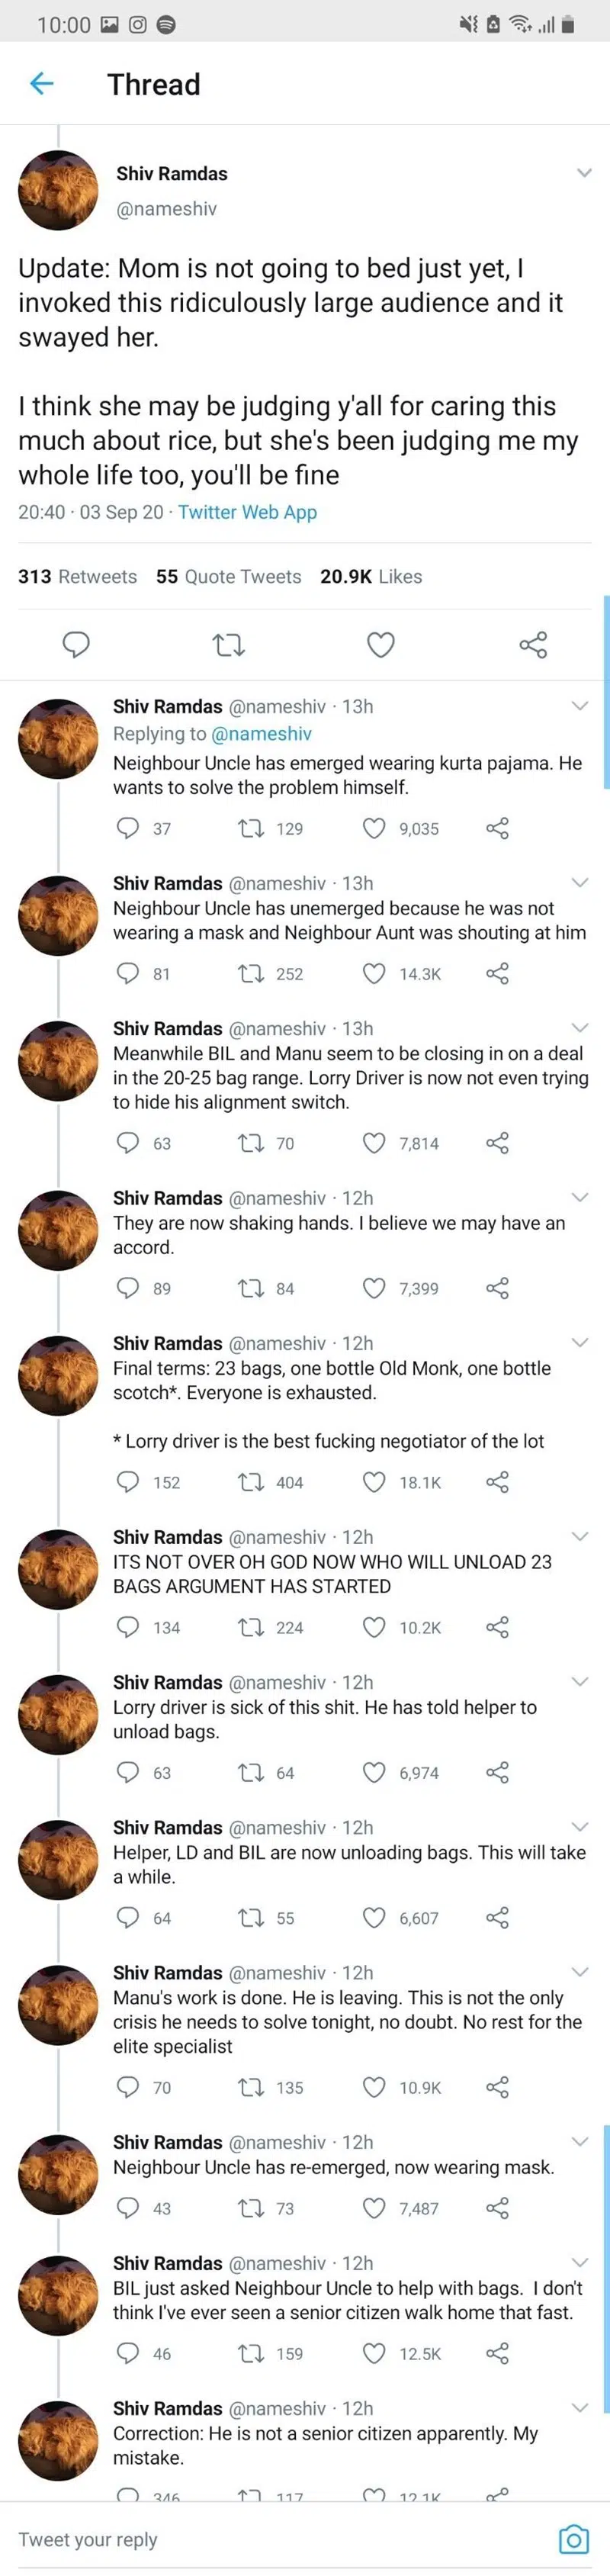 10:00
Thread
Shiv Ramdas
@nameshiv
Update: Mom is not going to bed just yet, I
invoked this ridiculously large audience and it
swayed her.
I think she may be judging y'all for caring this
much about rice, but she's been judging me my
whole life too, you'll be fine
20:40 · 03 Sep 20 · Twitter Web App
313 Retweets 55 Quote Tweets 20.9K Likes
Shiv Ramdas @nameshiv · 13h
Replying to @nameshiv
Neighbour Uncle has emerged wearing kurta pajama. He
wants to solve the problem himself.
37 129 9,035
Shiv Ramdas @nameshiv · 13h
Neighbour Uncle has unemerged because he was not
wearing a mask and Neighbour Aunt was shouting at him
81 252 14.3K
Shiv Ramdas @nameshiv · 13h
Meanwhile BIL and Manu seem to be closing in on a deal
in the 20-25 bag range. Lorry Driver is now not even trying
to hide his alignment switch.
63 70 7,814
Shiv Ramdas @nameshiv · 12h
They are now shaking hands. I believe we may have an
accord.
89 84 7,399
Shiv Ramdas @nameshiv · 12h
Final terms: 23 bags, one bottle Old Monk, one bottle
scotch*. Everyone is exhausted.
* Lorry driver is the best fucking negotiator of the lot
152 404 18.1K
Shiv Ramdas @nameshiv · 12h
ITS NOT OVER OH GOD NOW WHO WILL UNLOAD 23
BAGS ARGUMENT HAS STARTED
134 224 10.2K
Shiv Ramdas @nameshiv · 12h
Lorry driver is sick of this shit. He has told helper to
unload bags.
63 64 6,974
Shiv Ramdas @nameshiv · 12h
Helper, LD and BIL are now unloading bags. This will take
a while.
64 55 6,607
Shiv Ramdas @nameshiv · 12h
Manu's work is done. He is leaving. This is not the only
crisis he needs to solve tonight, no doubt. No rest for the
elite specialist
70 135 10.9K
Shiv Ramdas @nameshiv · 12h
Neighbour Uncle has re-emerged, now wearing mask.
43 73 7,487
Shiv Ramdas @nameshiv · 12h
BIL just asked Neighbour Uncle to help with bags. I don't
think I've ever seen a senior citizen walk home that fast.
46 159 12.5K
Shiv Ramdas @nameshiv · 12h
Correction: He is not a senior citizen apparently. My
mistake.
346 117 12.1K
Tweet your reply